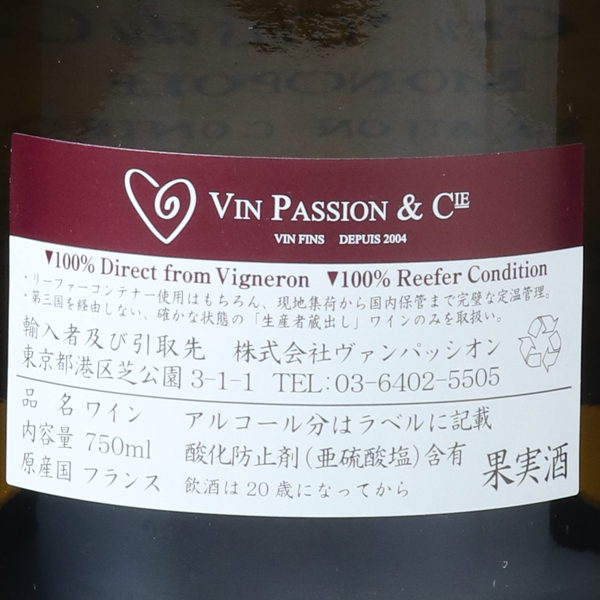 VIN PASSION & CIE
VIN FINS DEPUIS 2004
▼100% Direct from Vigneron ▼100% Reefer Condition
・リーファーコンテナー使用はもちろん、現地集荷から国内保管まで完璧な定温管理。
・第三国を経由しない、確かな状態の「生産者蔵出し」ワインのみを取扱い。
輸入者及び引取先 株式会社ヴァンパッシオン
東京都港区芝公園 3-1-1 TEL:03-6402-5505
品名 ワイン アルコール分はラベルに記載
内容量 750ml 酸化防止剤(亜硫酸塩)含有
原産国 フランス 飲酒は20歳になってから
果実酒